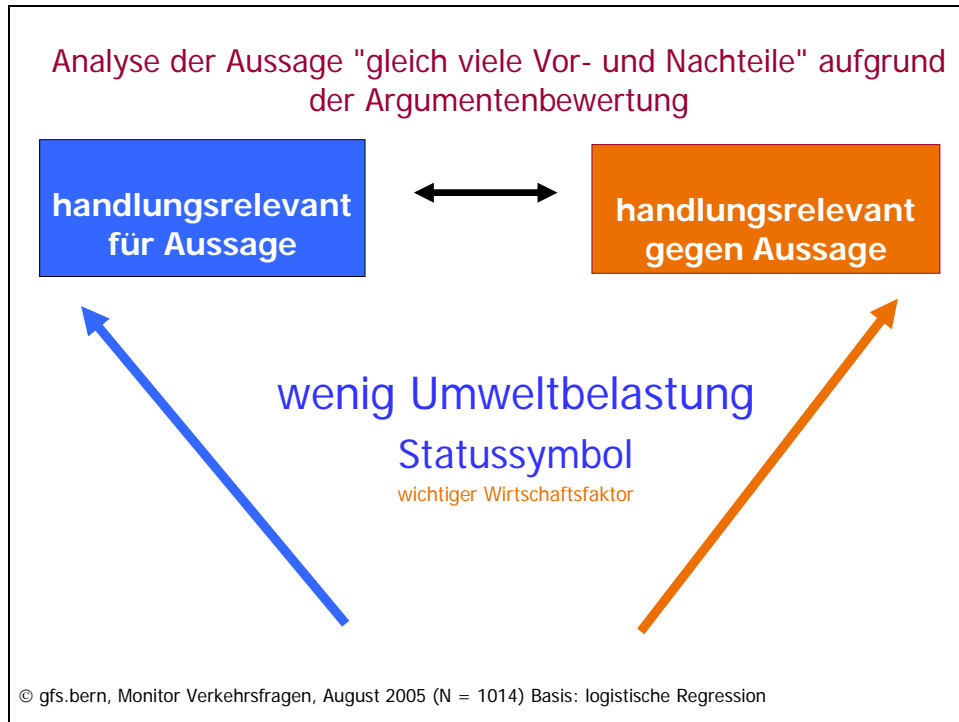 Analyse der Aussage "gleich viele Vor- und Nachteile" aufgrund
der Argumentenbewertung
handlungsrelevant
für Aussage
handlungsrelevant
gegen Aussage
wenig Umweltbelastung
Statussymbol
wichtiger Wirtschaftsfaktor
© gfs.bern, Monitor Verkehrsfragen, August 2005 (N = 1014) Basis: logistische Regression